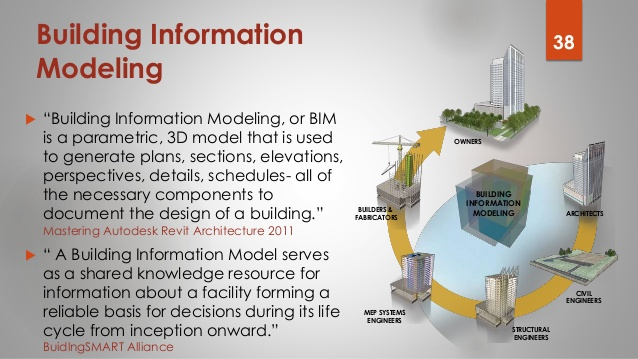 Building Information
Modeling
38
“Building Information Modeling, or BIM
is a parametric, 3D model that is used
to generate plans, sections, elevations,
perspectives, details, schedules- all of
the necessary components to
document the design of a building.”
Mastering Autodesk Revit Architecture 2011
“ A Building Information Model serves
as a shared knowledge resource for
information about a facility forming a
reliable basis for decisions during its life
cycle from inception onward.”
BuidIngSMART Alliance
OWNERS
BUILDING
INFORMATION
MODELING
ARCHITECTS
CIVIL
ENGINEERS
STRUCTURAL
ENGINEERS
MEP SYSTEMS
ENGINEERS
BUILDERS &
FABRICATORS